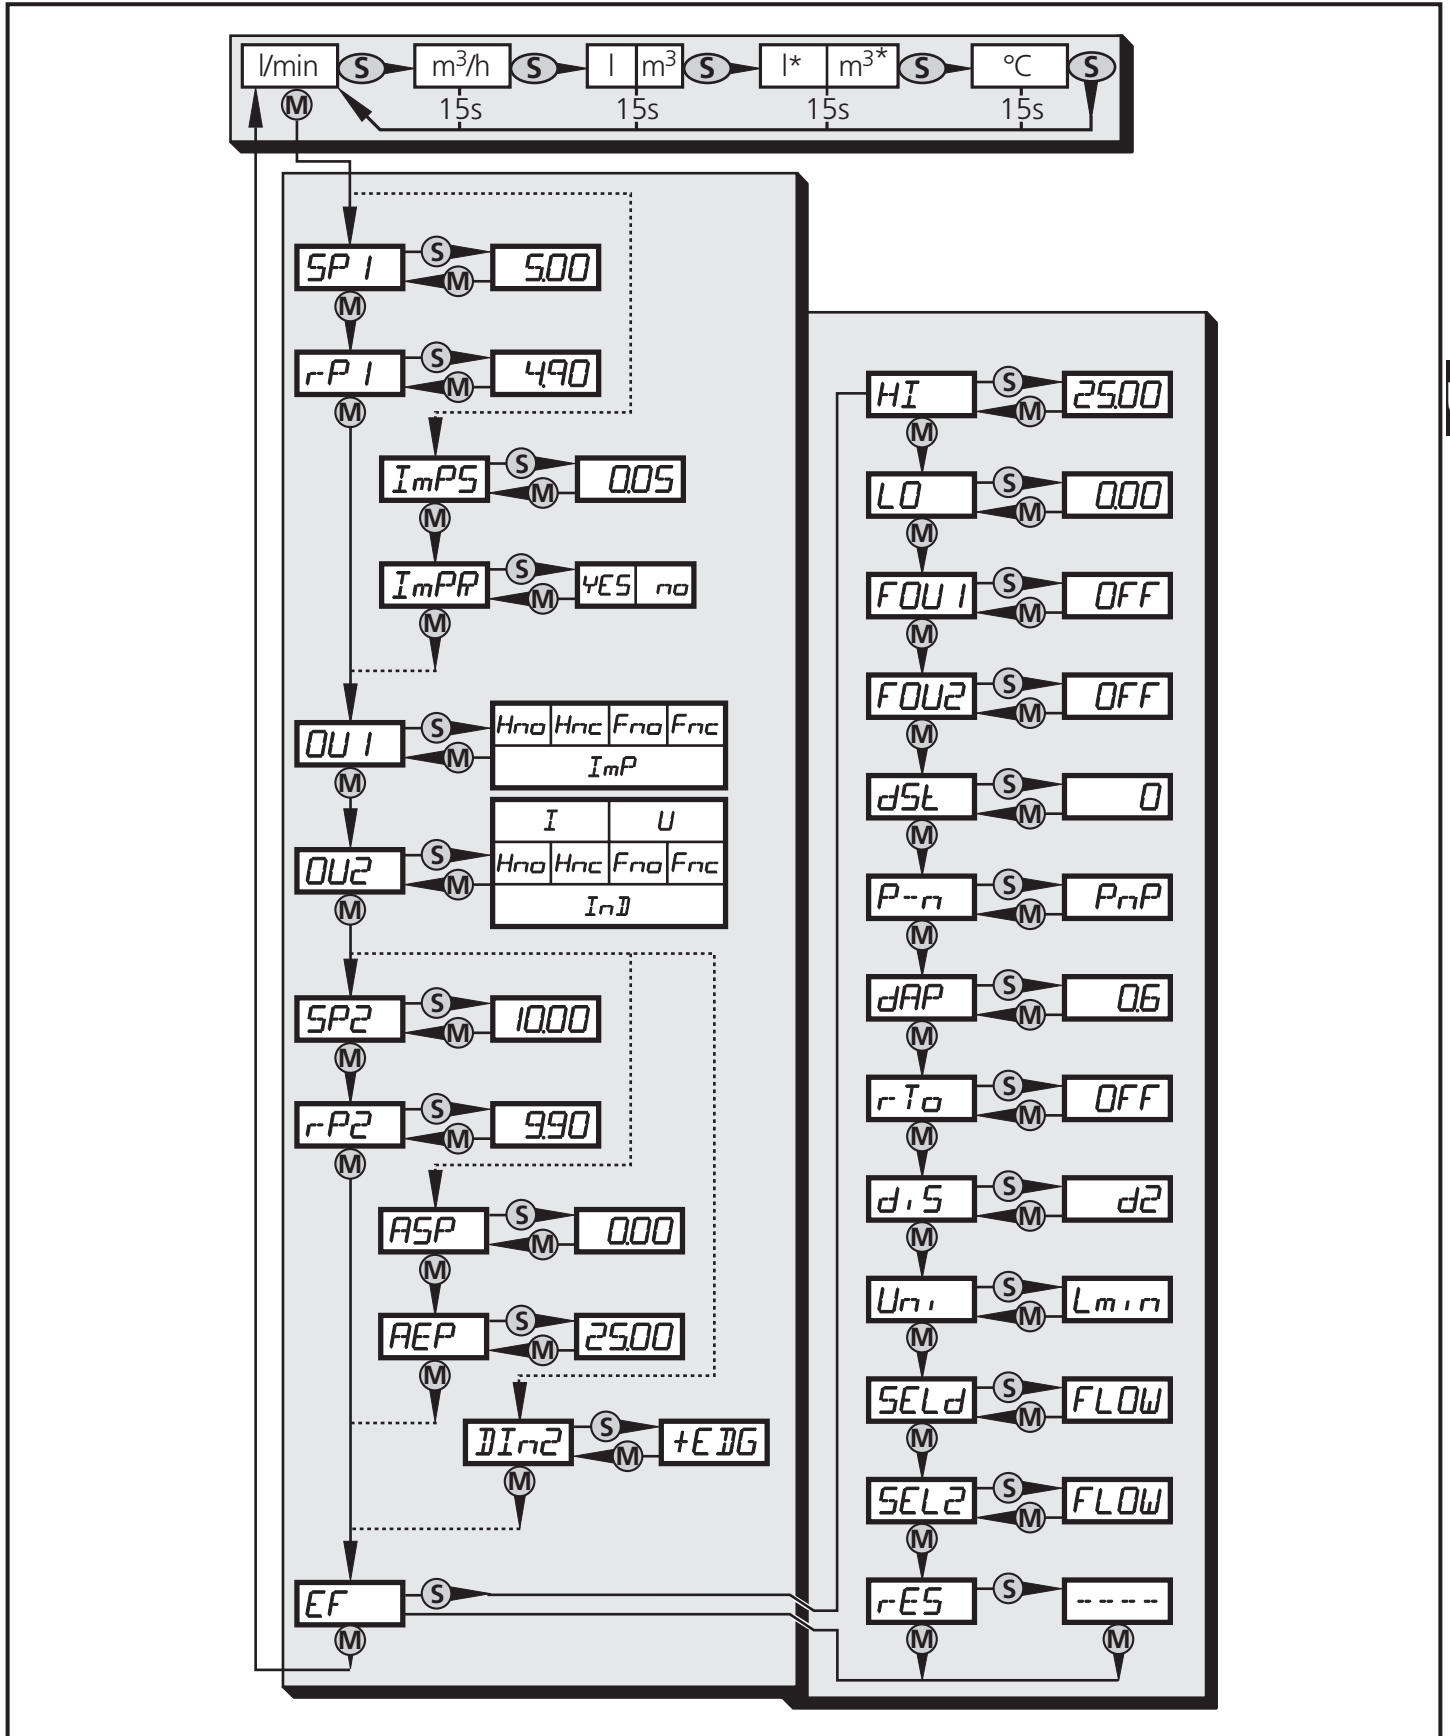 l/min S m³/h S l m³ S l* m³* S °C S
M 15s 15s 15s 15s
SP1 S 5.00
M
M
rP1 S 4.90
M
M
ImPS S 0.05
M
M
ImPR S YES no
M
M
OU1 S Hno Hnc Fno Fnc
M ImP
M
I U
OU2 S Hno Hnc Fno Fnc
M InD
M
SP2 S 10.00
M
M
rP2 S 9.90
M
M
ASP S 0.00
M
M
AEP S 25.00
M
M
DIn2 S +EDG
M
M
EF S
M
HI S 25.00
M
M
LO S 0.00
M
M
FOU1 S OFF
M
M
FOU2 S OFF
M
M
dSt S 0
M
M
P-n S PnP
M
M
dAP S 0.6
M
M
rTo S OFF
M
M
diS d2
S
M
M
Uni S Lmin
M
M
SELd S FLOW
M
M
SEL2 S FLOW
M
M
rES S ----
M M